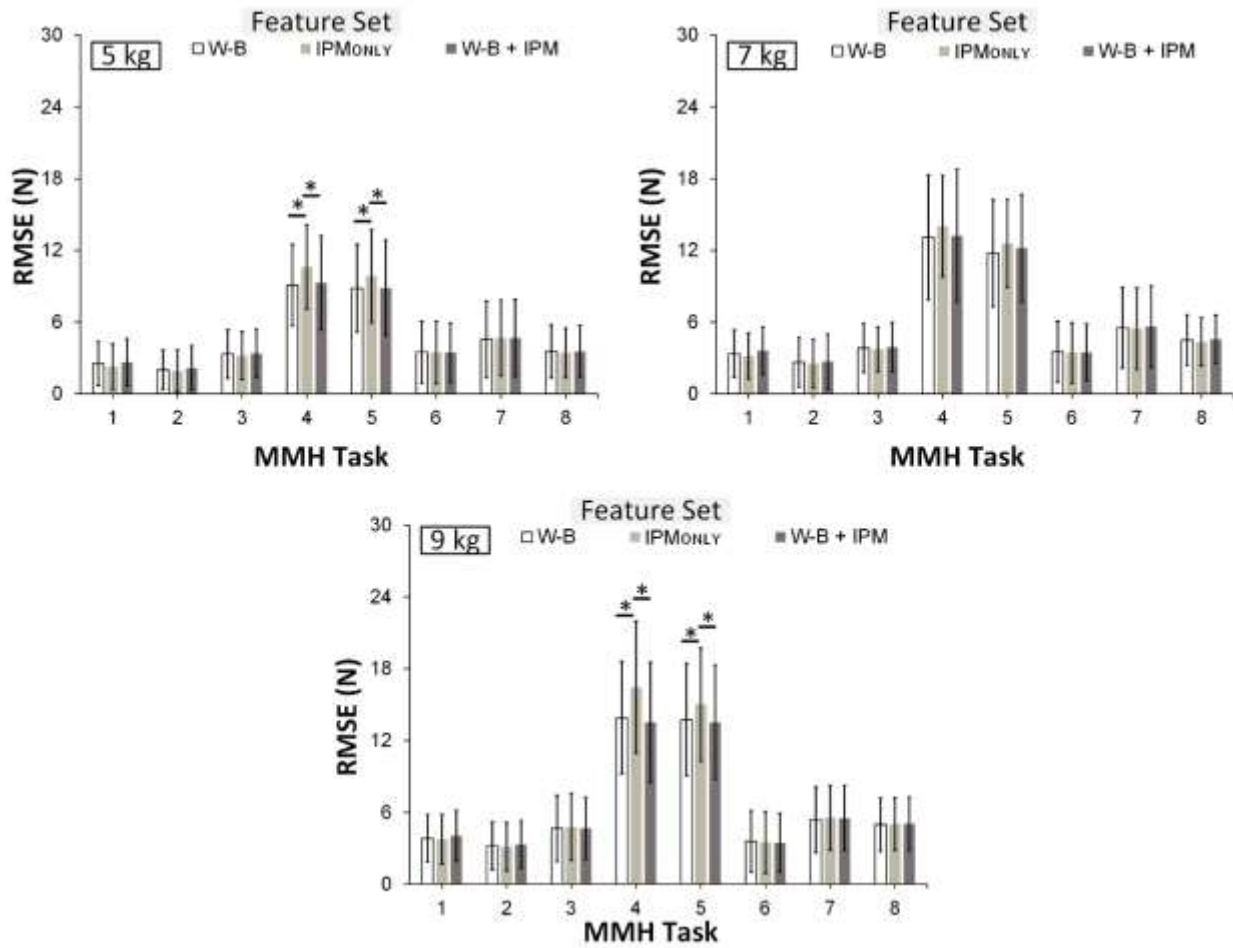 Feature Set
5 kg W-B IPMONLY W-B + IPM
30
24
18
12
6
0
RMSE (N)
* * * *
1 2 3 4 5 6 7 8
MMH Task
Feature Set
7 kg W-B IPMONLY W-B + IPM
30
24
18
12
6
0
RMSE (N)
1 2 3 4 5 6 7 8
MMH Task
Feature Set
9 kg W-B IPMONLY W-B + IPM
30
24
18
12
6
0
RMSE (N)
* * * *
1 2 3 4 5 6 7 8
MMH Task